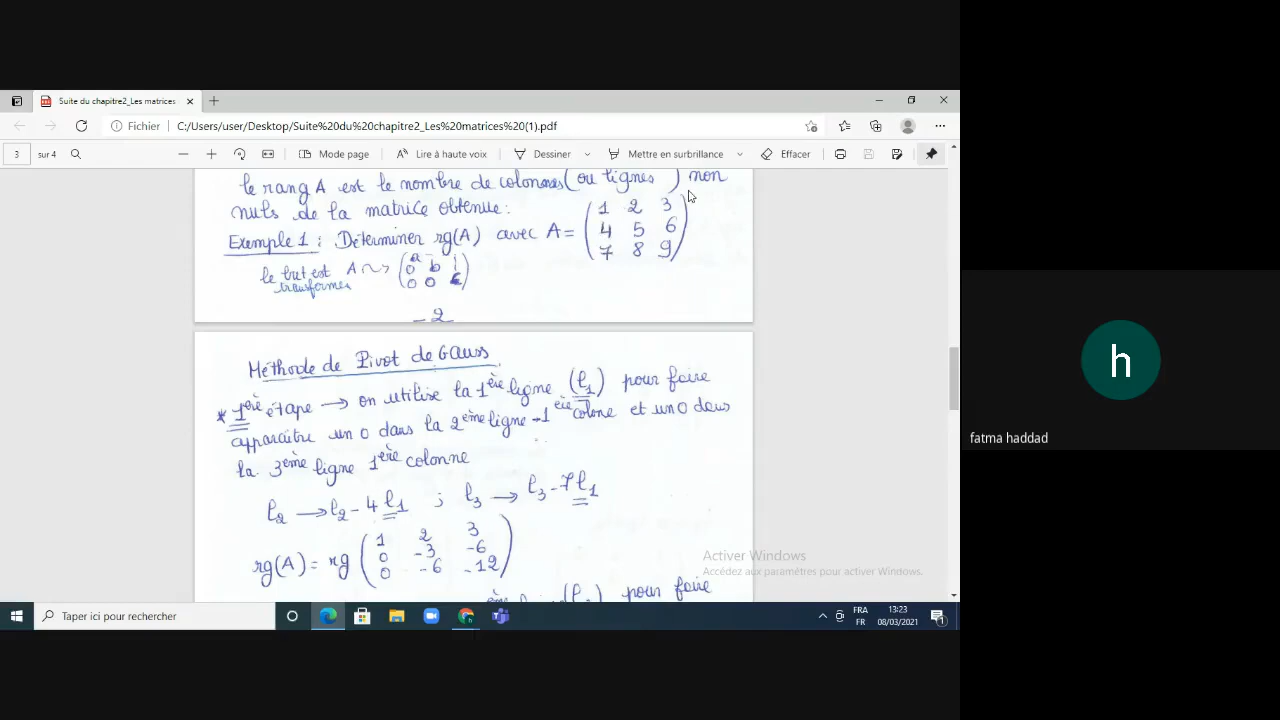 Suite du chapitre2_Les matrices
Fichier C:/Users/user/Desktop/Suite%20du%20chapitre2_Les%20matrices%20(1).pdf
3 sur 4 Mode page Lire à haute voix Dessiner Mettre en surbrillance Effacer
le rang A est le nombre de colonnes (ou lignes ) non
nuls de la matrice obtenue:
Exemple 1 : Déterminer rg(A) avec A = ( 1 2 3
4 5 6
7 8 9 )
le but est A ~> ( a
0 b
0 0 )
transformer
- 2
Méthode de Pivot de Gauss
* 1ère étape → on utilise la 1ère ligne (l1) pour faire
apparaître un 0 dans la 2ème ligne -1ère colone et un 0 dans
la 3ème ligne 1ère colonne
l2 → l2 - 4 l1 ; l3 → l3 - 7 l1
rg(A) = rg ( 1 2 3
0 -3 -6
0 -6 -12 )
ème (l ) pour faire
Activer Windows
Accédez aux paramètres pour activer Windows.
h
fatma haddad
Taper ici pour rechercher
FRA
FR
13:23
08/03/2021
1